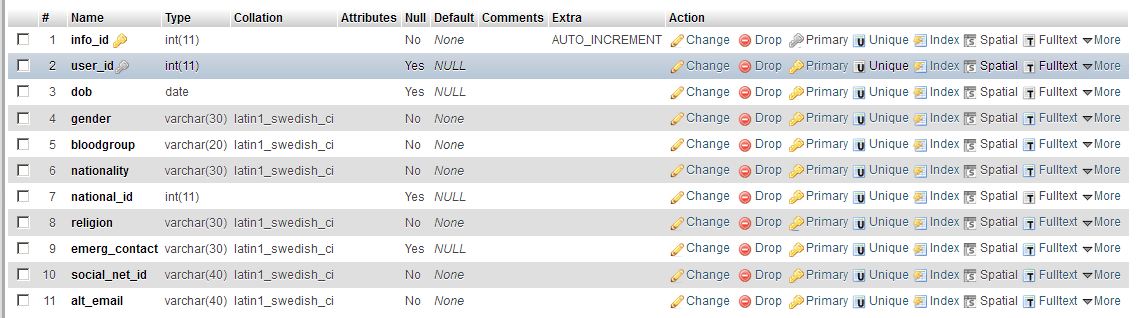 # Name Type Collation Attributes Null Default Comments Extra Action
1 info_id int(11) No None AUTO_INCREMENT Change Drop Primary Unique Index Spatial Fulltext More
2 user_id int(11) Yes NULL Change Drop Primary Unique Index Spatial Fulltext More
3 dob date Yes NULL Change Drop Primary Unique Index Spatial Fulltext More
4 gender varchar(30) latin1_swedish_ci No None Change Drop Primary Unique Index Spatial Fulltext More
5 bloodgroup varchar(20) latin1_swedish_ci No None Change Drop Primary Unique Index Spatial Fulltext More
6 nationality varchar(30) latin1_swedish_ci No None Change Drop Primary Unique Index Spatial Fulltext More
7 national_id int(11) Yes NULL Change Drop Primary Unique Index Spatial Fulltext More
8 religion varchar(30) latin1_swedish_ci No None Change Drop Primary Unique Index Spatial Fulltext More
9 emerg_contact varchar(30) latin1_swedish_ci Yes NULL Change Drop Primary Unique Index Spatial Fulltext More
10 social_net_id varchar(40) latin1_swedish_ci No None Change Drop Primary Unique Index Spatial Fulltext More
11 alt_email varchar(40) latin1_swedish_ci No None Change Drop Primary Unique Index Spatial Fulltext More